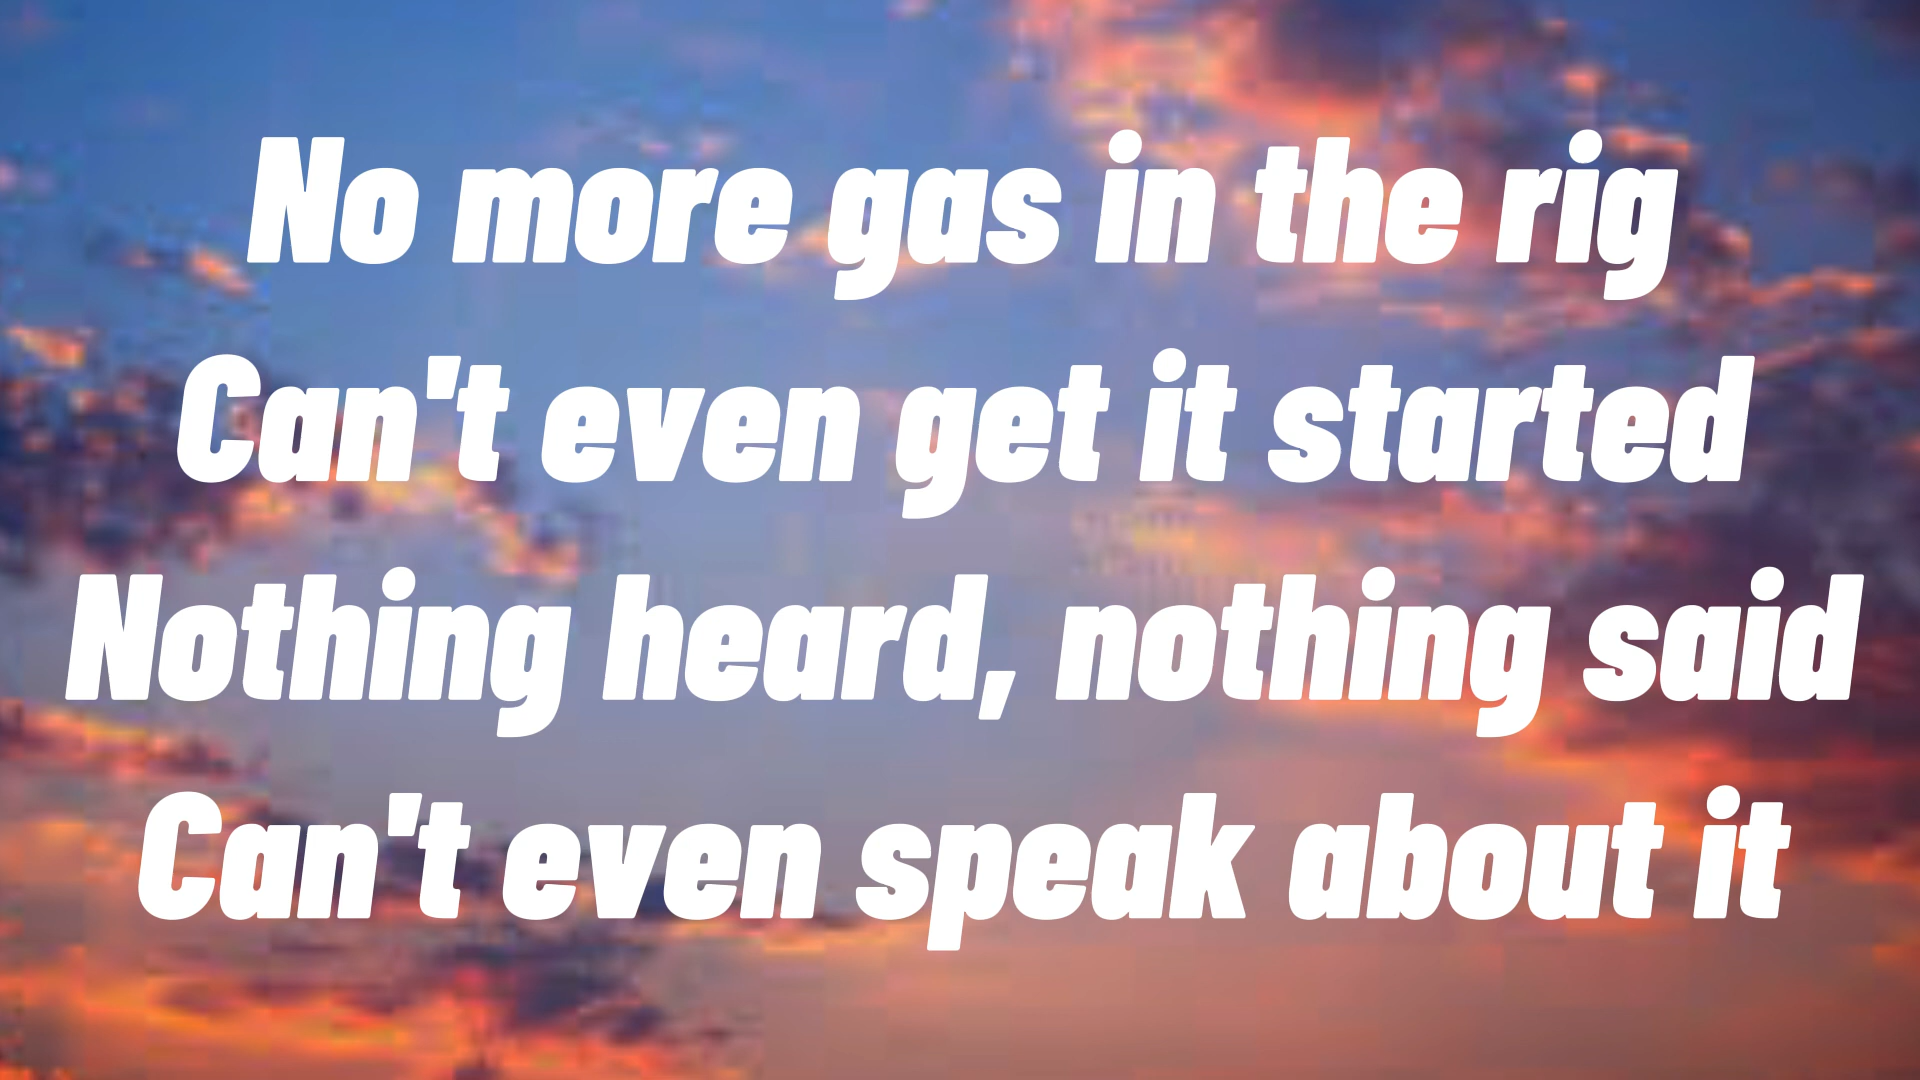 No more gas in the rig
Can't even get it started
Nothing heard, nothing said
Can't even speak about it